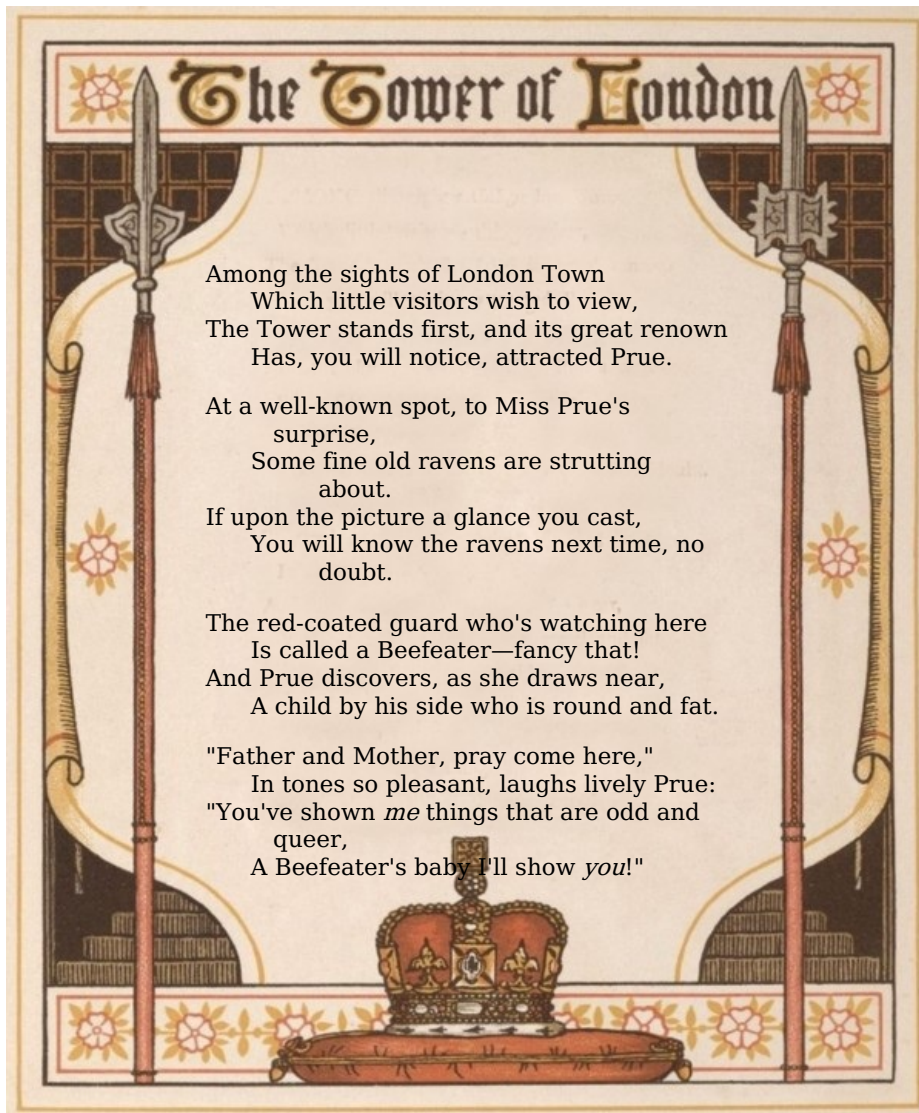 The Tower of London
Among the sights of London Town
Which little visitors wish to view,
The Tower stands first, and its great renown
Has, you will notice, attracted Prue.
At a well-known spot, to Miss Prue's
surprise,
Some fine old ravens are strutting
about.
If upon the picture a glance you cast,
You will know the ravens next time, no
doubt.
The red-coated guard who's watching here
Is called a Beefeater—fancy that!
And Prue discovers, as she draws near,
A child by his side who is round and fat.
"Father and Mother, pray come here,"
In tones so pleasant, laughs lively Prue:
"You've shown me things that are odd and
queer,
A Beefeater's baby I'll show you!"